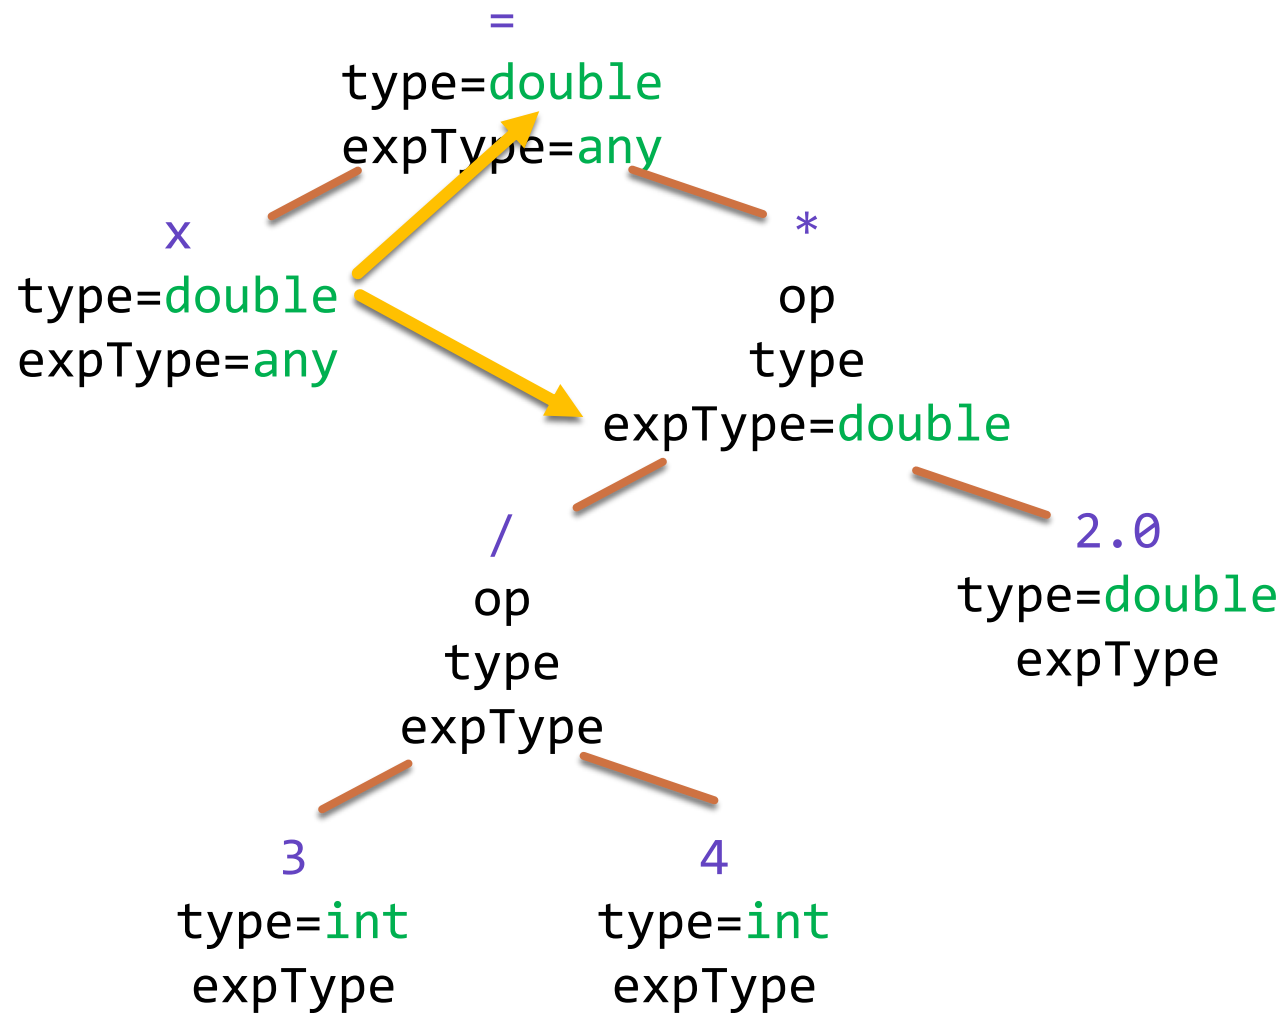 =
type=double
expType=any
x
type=double
expType=any
*
op
type
expType=double
/
op
type
expType
2.0
type=double
expType
3
type=int
expType
4
type=int
expType